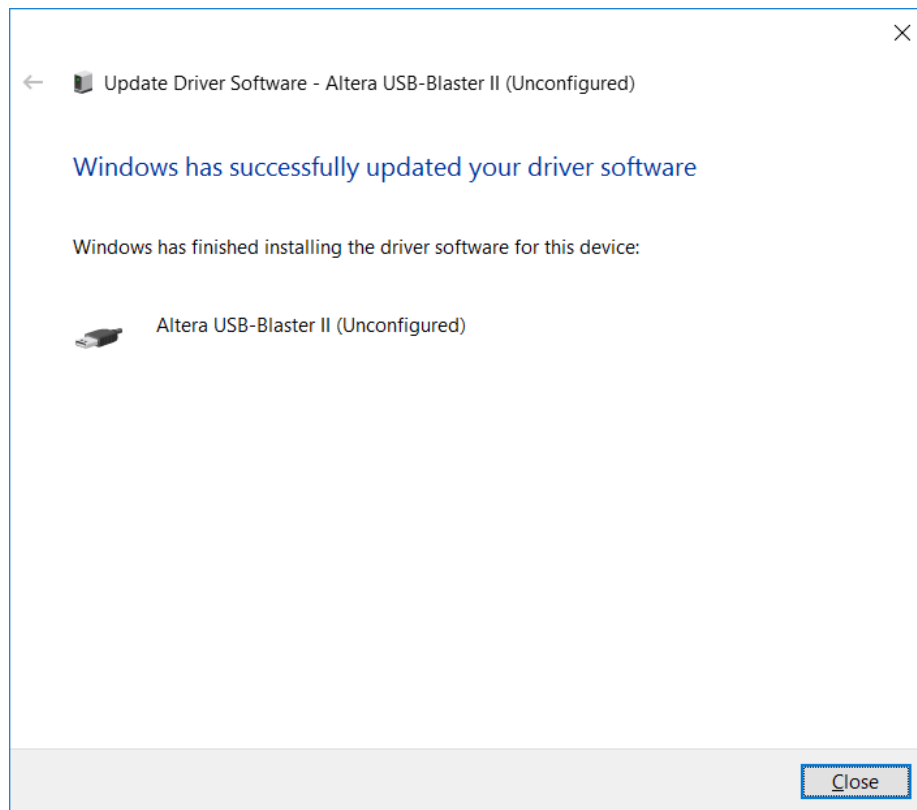 Update Driver Software - Altera USB-Blaster II (Unconfigured)
Windows has successfully updated your driver software
Windows has finished installing the driver software for this device:
Altera USB-Blaster II (Unconfigured)
Close